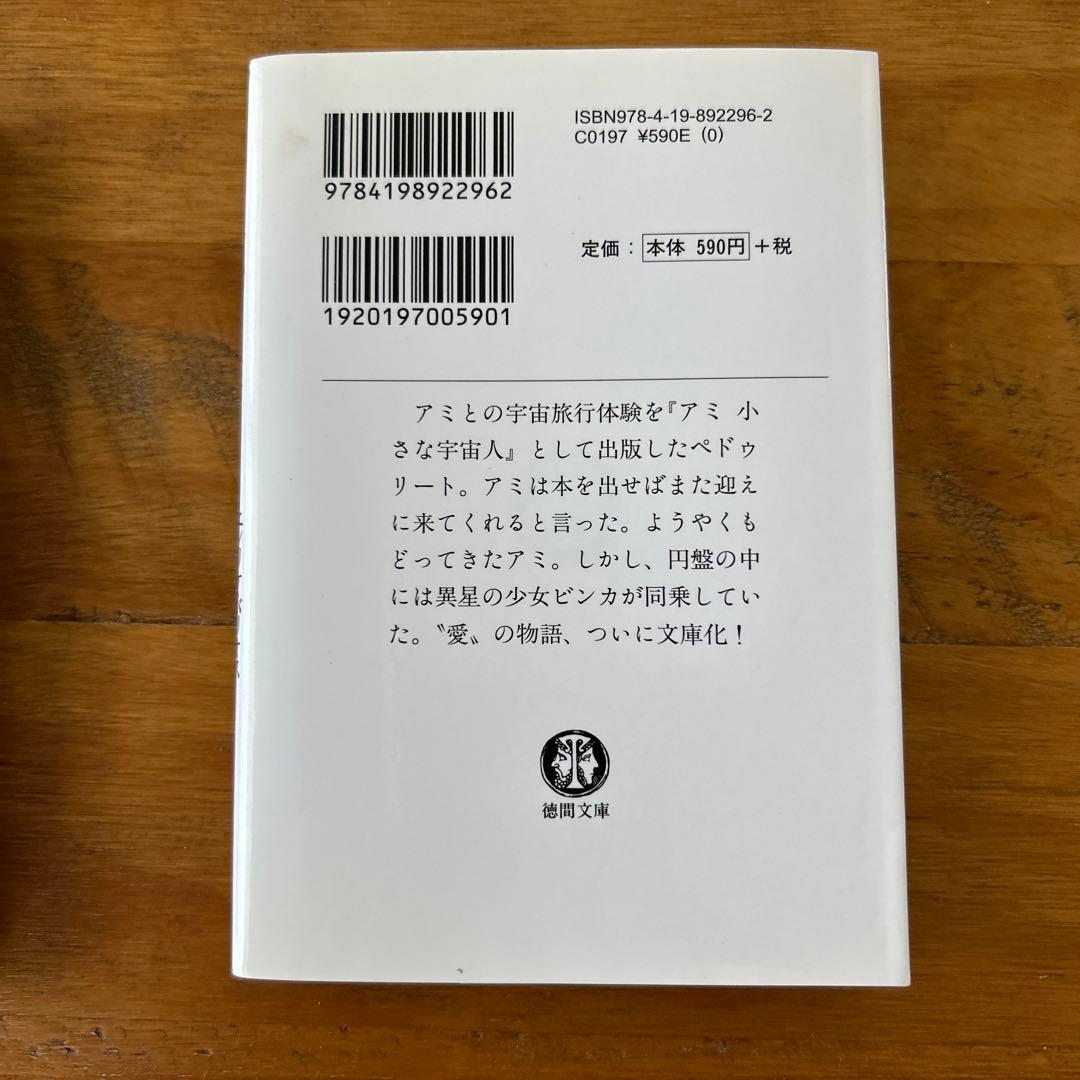 ISBN978-4-19-892296-2
C0197 ¥590E (0)
9784198922962
定価：本体 590円＋税
1920197005901
アミとの宇宙旅行体験を『アミ 小
さな宇宙人』として出版したペドゥ
リート。アミは本を出せばまた迎え
に来てくれると言った。ようやくも
どってきたアミ。しかし、円盤の中
には異星の少女ビンカが同乗してい
た。〝愛〟の物語、ついに文庫化！
徳間文庫